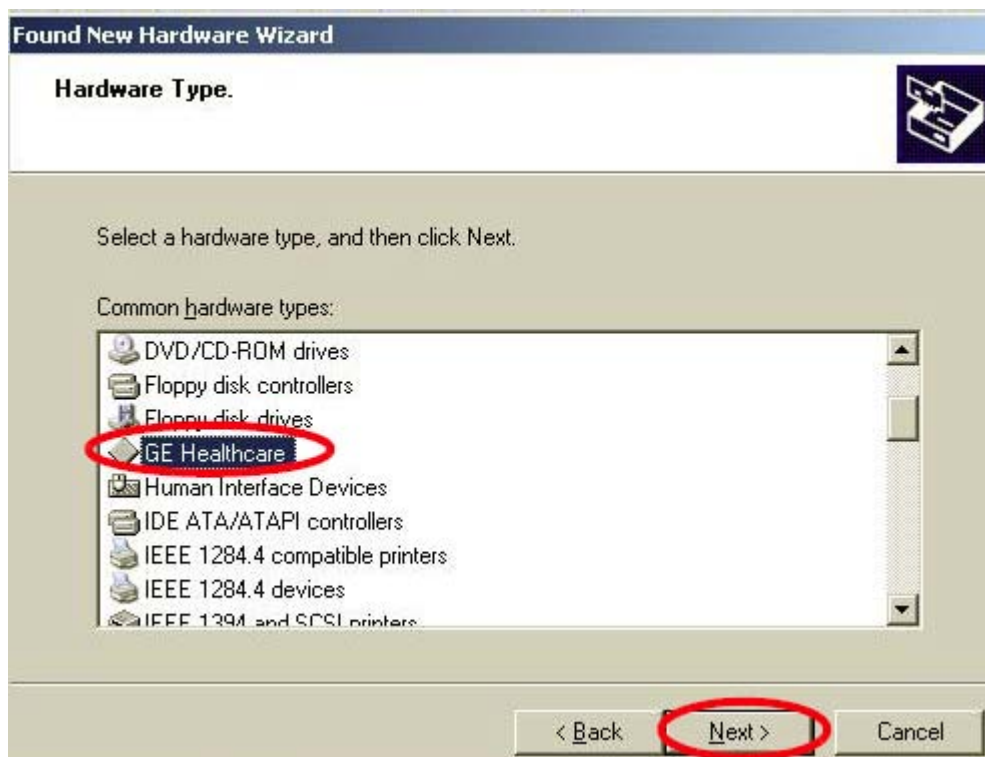 Found New Hardware Wizard
Hardware Type.
Select a hardware type, and then click Next.
Common hardware types:
DVD/CD-ROM drives
Floppy disk controllers
Floppy disk drives
GE Healthcare
Human Interface Devices
IDE ATA/ATAPI controllers
IEEE 1284.4 compatible printers
IEEE 1284.4 devices
IEEE 1394 and SCSI printers
< Back Next > Cancel